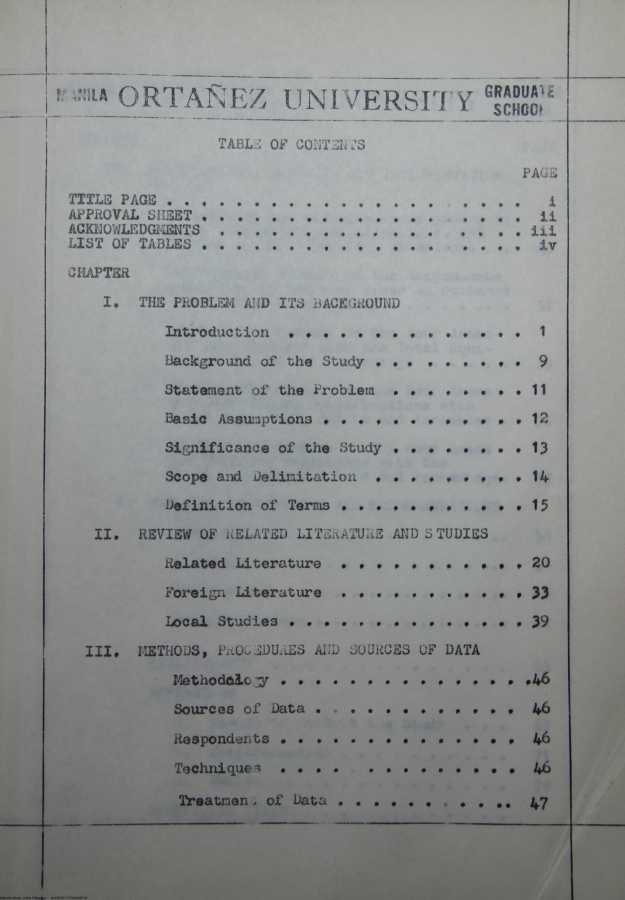 MANILA ORTAÑEZ UNIVERSITY GRADUATE SCHOOL
TABLE OF CONTENTS
PAGE
TITLE PAGE . . . . . . . . . . . . . . . . . . . . . i
APPROVAL SHEET . . . . . . . . . . . . . . . . . . . ii
ACKNOWLEDGMENTS . . . . . . . . . . . . . . . . . . iii
LIST OF TABLES . . . . . . . . . . . . . . . . . . . iv
CHAPTER
I. THE PROBLEM AND ITS BACKGROUND
Introduction . . . . . . . . . . . . . . 1
Background of the Study . . . . . . . . . 9
Statement of the Problem . . . . . . . . 11
Basic Assumptions . . . . . . . . . . . . 12
Significance of the Study . . . . . . . . 13
Scope and Delimitation . . . . . . . . . 14
Definition of Terms . . . . . . . . . . . 15
II. REVIEW OF RELATED LITERATURE AND STUDIES
Related Literature . . . . . . . . . . . 20
Foreign Literature . . . . . . . . . . . 33
Local Studies . . . . . . . . . . . . . . 39
III. METHODS, PROCEDURES AND SOURCES OF DATA
Methodology . . . . . . . . . . . . . . .46
Sources of Data . . . . . . . . . . . . 46
Respondents . . . . . . . . . . . . . . 46
Techniques . . . . . . . . . . . . . 46
Treatment of Data . . . . . . . . . .. 47